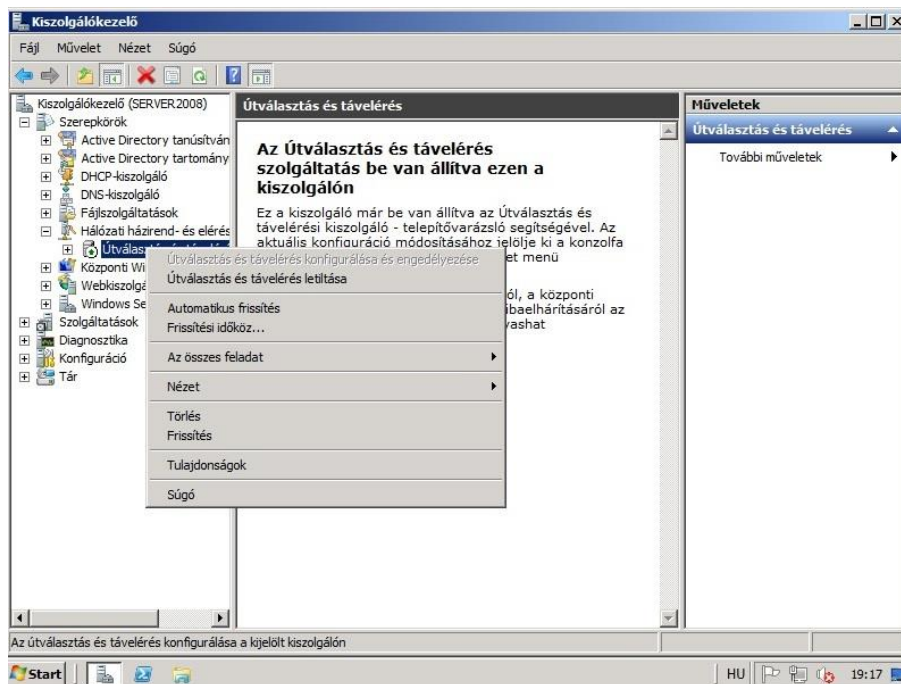 Kiszolgálókezelő
Fájl Művelet Nézet Súgó
Kiszolgálókezelő (SERVER2008)
Szerepkörök
Active Directory tanúsítván
Active Directory tartomány
DHCP-kiszolgáló
DNS-kiszolgáló
Fájlszolgáltatások
Hálózati házirend- és elérés
Útválasz
Központi Wi
Webkiszolgá
Windows Se
Szolgáltatások
Diagnosztika
Konfiguráció
Tár
Útválasztás és távelérés
Az Útválasztás és távelérés
szolgáltatás be van állítva ezen a
kiszolgálón
Ez a kiszolgáló már be van állítva az Útválasztás és
távelérési kiszolgáló - telepítővarázsló segítségével. Az
aktuális konfiguráció módosításához jelölje ki a konzolfa
et menü
ól, a központi
ibaelhárításáról az
vashat
Útválasztás és távelérés konfigurálása és engedélyezése
Útválasztás és távelérés letiltása
Automatikus frissítés
Frissítési időköz...
Az összes feladat
Nézet
Törlés
Frissítés
Tulajdonságok
Súgó
Műveletek
Útválasztás és távelérés
További műveletek
Az útválasztás és távelérés konfigurálása a kijelölt kiszolgálón
Start
HU
19:17